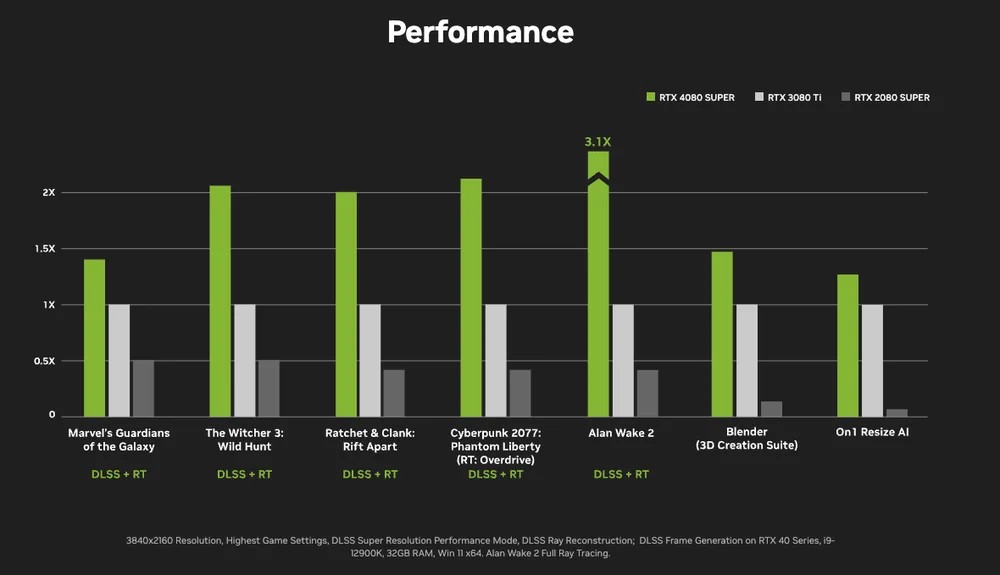 Performance
RTX 4080 SUPER RTX 3080 Ti RTX 2080 SUPER
3.1X
2X
1.5X
1X
0.5X
0
Marvel's Guardians
of the Galaxy
DLSS + RT
The Witcher 3:
Wild Hunt
DLSS + RT
Ratchet & Clank:
Rift Apart
DLSS + RT
Cyberpunk 2077:
Phantom Liberty
(RT: Overdrive)
DLSS + RT
Alan Wake 2
DLSS + RT
Blender
(3D Creation Suite)
On1 Resize AI
3840x2160 Resolution, Highest Game Settings, DLSS Super Resolution Performance Mode, DLSS Ray Reconstruction; DLSS Frame Generation on RTX 40 Series, i9-
12900K, 32GB RAM, Win 11 x64. Alan Wake 2 Full Ray Tracing.